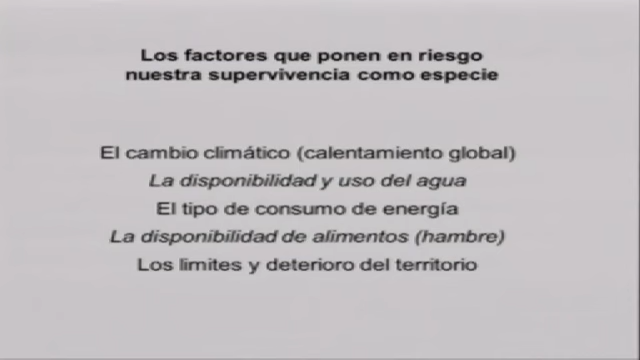 Los factores que ponen en riesgo
nuestra supervivencia como especie
El cambio climático (calentamiento global)
La disponibilidad y uso del agua
El tipo de consumo de energía
La disponibilidad de alimentos (hambre)
Los limites y deterioro del territorio